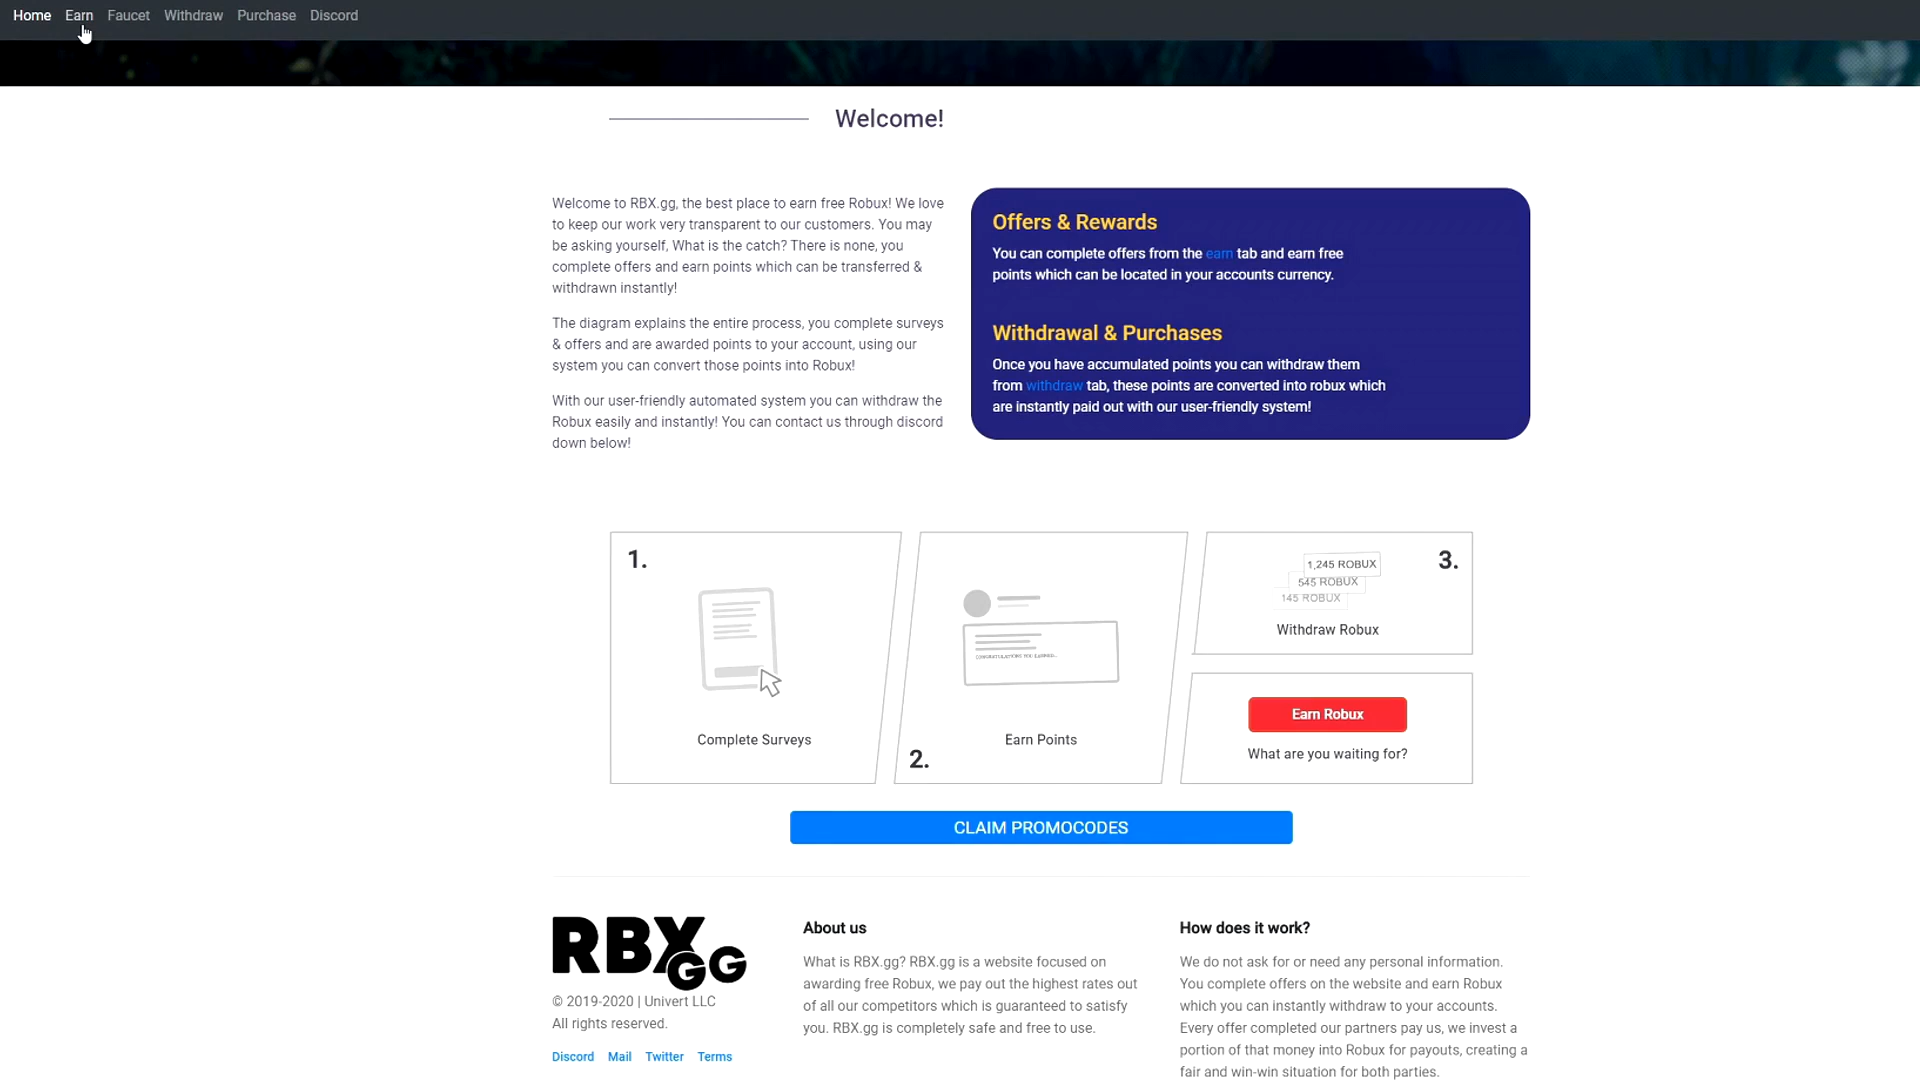 Home Earn Faucet Withdraw Purchase Discord
Welcome!
Welcome to RBX.gg, the best place to earn free Robux! We love
to keep our work very transparent to our customers. You may
be asking yourself, What is the catch? There is none, you
complete offers and earn points which can be transferred &
withdrawn instantly!
The diagram explains the entire process, you complete surveys
& offers and are awarded points to your account, using our
system you can convert those points into Robux!
With our user-friendly automated system you can withdraw the
Robux easily and instantly! You can contact us through discord
down below!
Offers & Rewards
You can complete offers from the earn tab and earn free
points which can be located in your accounts currency.
Withdrawal & Purchases
Once you have accumulated points you can withdraw them
from withdraw tab, these points are converted into robux which
are instantly paid out with our user-friendly system!
1.
Complete Surveys
CONGRATULATIONS YOU EARNED...
Earn Points
2.
3.
1,245 ROBUX
545 ROBUX
145 ROBUX
Withdraw Robux
Earn Robux
What are you waiting for?
CLAIM PROMOCODES
RBX GG
© 2019-2020 | Univert LLC
All rights reserved.
Discord Mail Twitter Terms
About us
What is RBX.gg? RBX.gg is a website focused on
awarding free Robux, we pay out the highest rates out
of all our competitors which is guaranteed to satisfy
you. RBX.gg is completely safe and free to use.
How does it work?
We do not ask for or need any personal information.
You complete offers on the website and earn Robux
which you can instantly withdraw to your accounts.
Every offer completed our partners pay us, we invest a
portion of that money into Robux for payouts, creating a
fair and win-win situation for both parties.